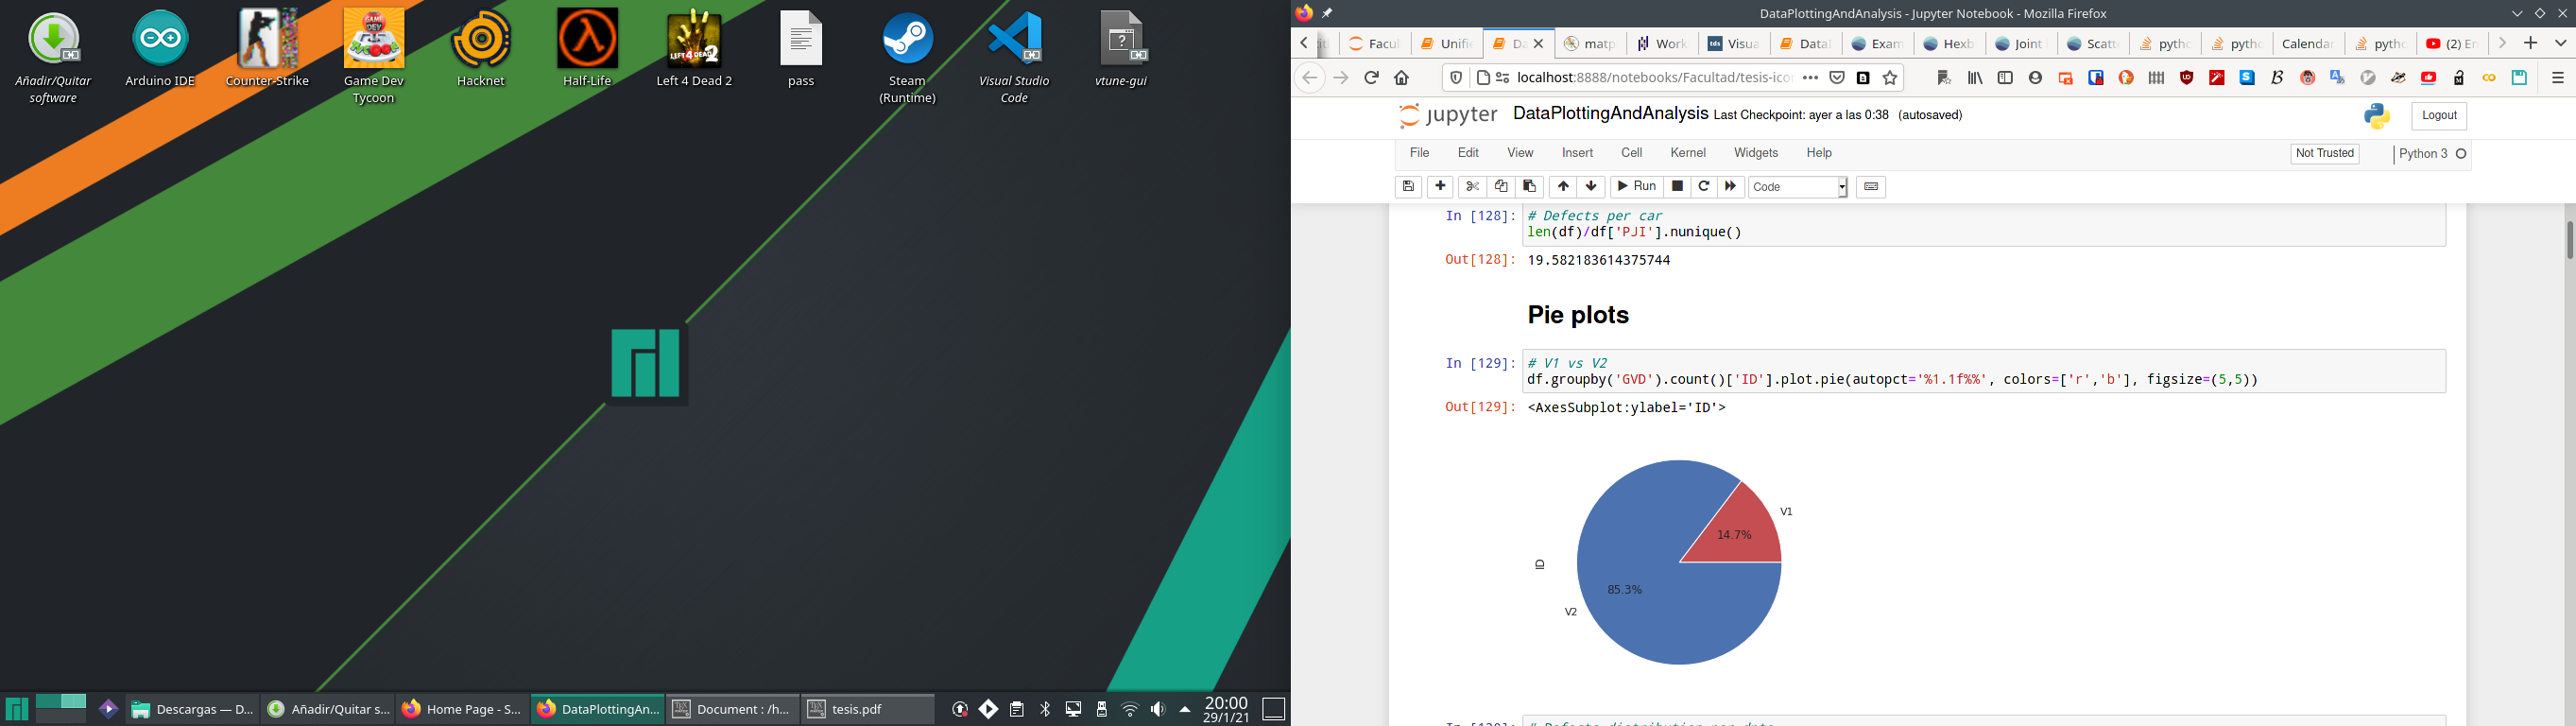 Añadir/Quitar software
Arduino IDE
Counter-Strike
Game Dev Tycoon
Hacknet
Half-Life
Left 4 Dead 2
pass
Steam (Runtime)
Visual Studio Code
vtune-gui
Descargas — D...
Añadir/Quitar s...
Home Page - S...
DataPlottingAn...
Document : /h...
tesis.pdf
20:00
29/1/21
DataPlottingAndAnalysis - Jupyter Notebook - Mozilla Firefox
Facul
Unifi
Da
matp
Work
Visua
Data
Exam
Hexb
Joint
Scatt
pytho
pytho
Calendar
pytho
(2) En
localhost:8888/notebooks/Facultad/tesis-ico
jupyter DataPlottingAndAnalysis Last Checkpoint: ayer a las 0:38 (autosaved)
Logout
File Edit View Insert Cell Kernel Widgets Help
Not Trusted
Python 3
Run
Code
In [128]: # Defects per car
len(df)/df['PJI'].nunique()
Out[128]: 19.582183614375744
Pie plots
In [129]: # V1 vs V2
df.groupby('GVD').count()['ID'].plot.pie(autopct='%1.1f%%', colors=['r','b'], figsize=(5,5))
Out[129]: <AxesSubplot:ylabel='ID'>
V1
14.7%
ID
85.3%
V2